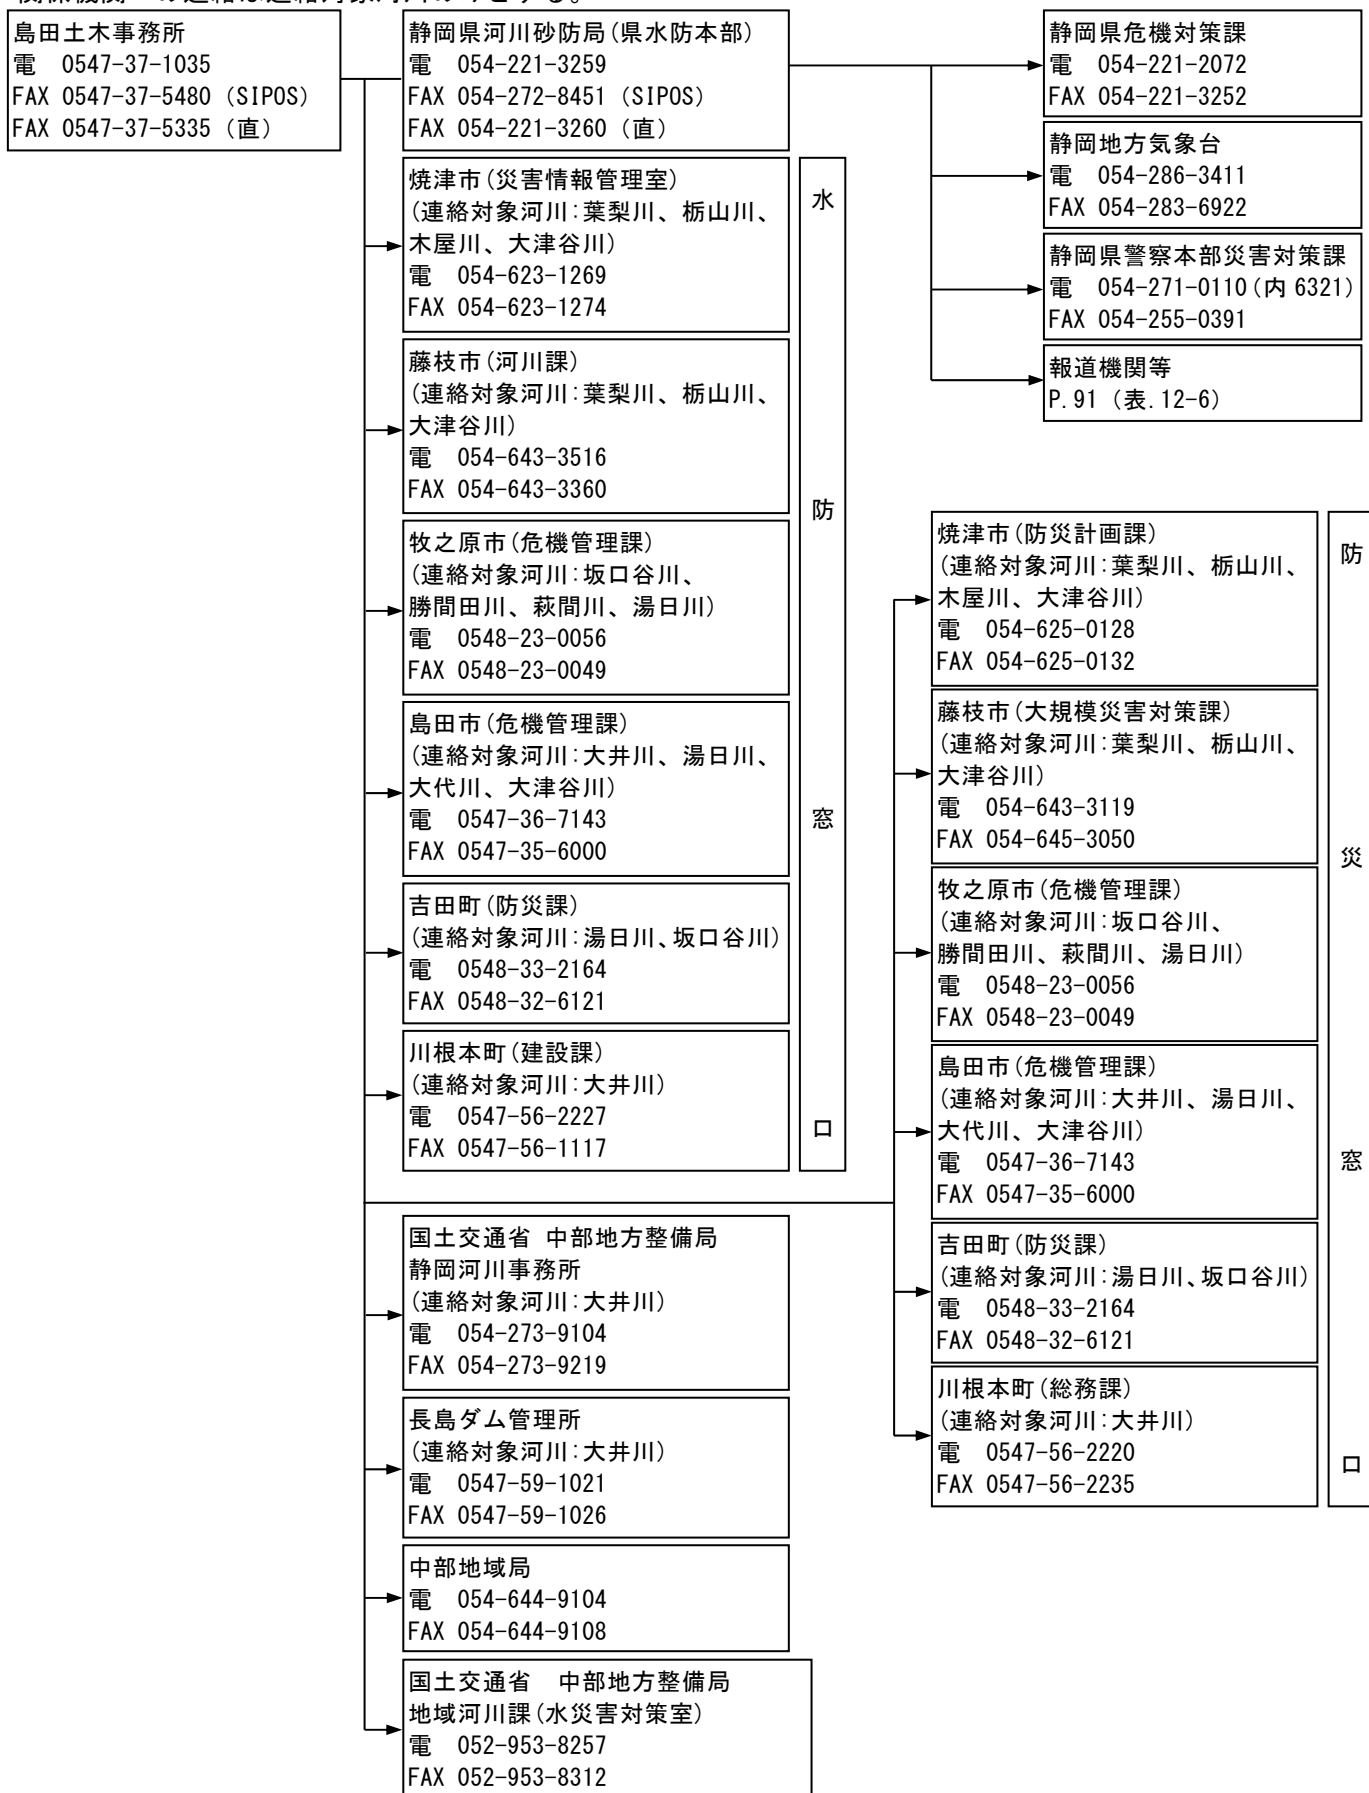 島田土木事務所
電　0547-37-1035
FAX 0547-37-5480（SIPOS）
FAX 0547-37-5335（直）
静岡県河川砂防局(県水防本部)
電　054-221-3259
FAX 054-272-8451（SIPOS）
FAX 054-221-3260（直）
静岡県危機対策課
電　054-221-2072
FAX 054-221-3252
静岡地方気象台
電　054-286-3411
FAX 054-283-6922
静岡県警察本部災害対策課
電　054-271-0110(内 6321)
FAX 054-255-0391
報道機関等
P.91（表.12-6）
焼津市(災害情報管理室)
(連絡対象河川:葉梨川、栃山川、
木屋川、大津谷川)
電　054-623-1269
FAX 054-623-1274
藤枝市(河川課)
(連絡対象河川:葉梨川、栃山川、
大津谷川)
電　054-643-3516
FAX 054-643-3360
牧之原市(危機管理課)
(連絡対象河川:坂口谷川、
勝間田川、萩間川、湯日川)
電　0548-23-0056
FAX 0548-23-0049
島田市(危機管理課)
(連絡対象河川:大井川、湯日川、
大代川、大津谷川)
電　0547-36-7143
FAX 0547-35-6000
吉田町(防災課)
(連絡対象河川:湯日川、坂口谷川)
電　0548-33-2164
FAX 0548-32-6121
川根本町(建設課)
(連絡対象河川:大井川)
電　0547-56-2227
FAX 0547-56-1117
水防窓口
国土交通省 中部地方整備局
静岡河川事務所
(連絡対象河川:大井川)
電　054-273-9104
FAX 054-273-9219
長島ダム管理所
(連絡対象河川:大井川)
電　0547-59-1021
FAX 0547-59-1026
中部地域局
電　054-644-9104
FAX 054-644-9108
国土交通省　中部地方整備局
地域河川課(水災害対策室)
電　052-953-8257
FAX 052-953-8312
焼津市(防災計画課)
(連絡対象河川:葉梨川、栃山川、
木屋川、大津谷川)
電　054-625-0128
FAX 054-625-0132
藤枝市(大規模災害対策課)
(連絡対象河川:葉梨川、栃山川、
大津谷川)
電　054-643-3119
FAX 054-645-3050
牧之原市(危機管理課)
(連絡対象河川:坂口谷川、
勝間田川、萩間川、湯日川)
電　0548-23-0056
FAX 0548-23-0049
島田市(危機管理課)
(連絡対象河川:大井川、湯日川、
大代川、大津谷川)
電　0547-36-7143
FAX 0547-35-6000
吉田町(防災課)
(連絡対象河川:湯日川、坂口谷川)
電　0548-33-2164
FAX 0548-32-6121
川根本町(総務課)
(連絡対象河川:大井川)
電　0547-56-2220
FAX 0547-56-2235
防災窓口